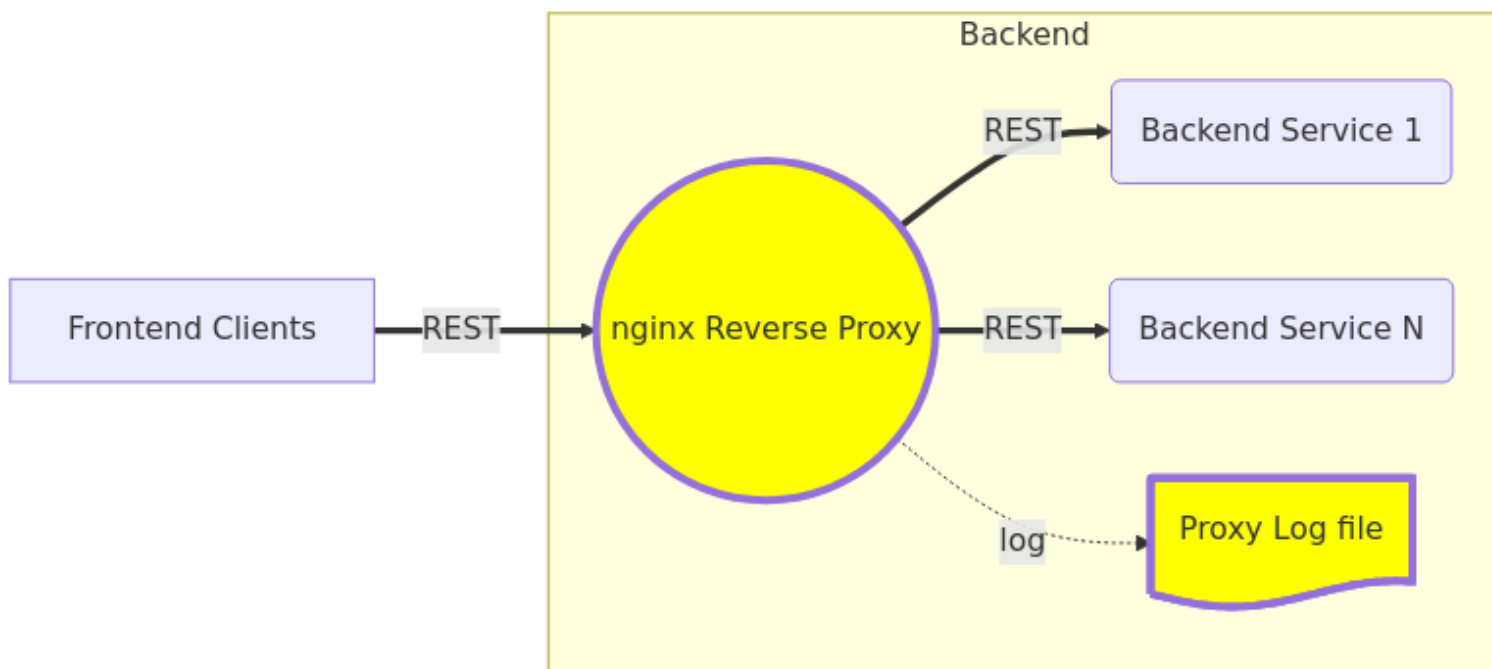 Backend
REST
Backend Service 1
Frontend Clients
REST
nginx Reverse Proxy
REST
Backend Service N
log
Proxy Log file